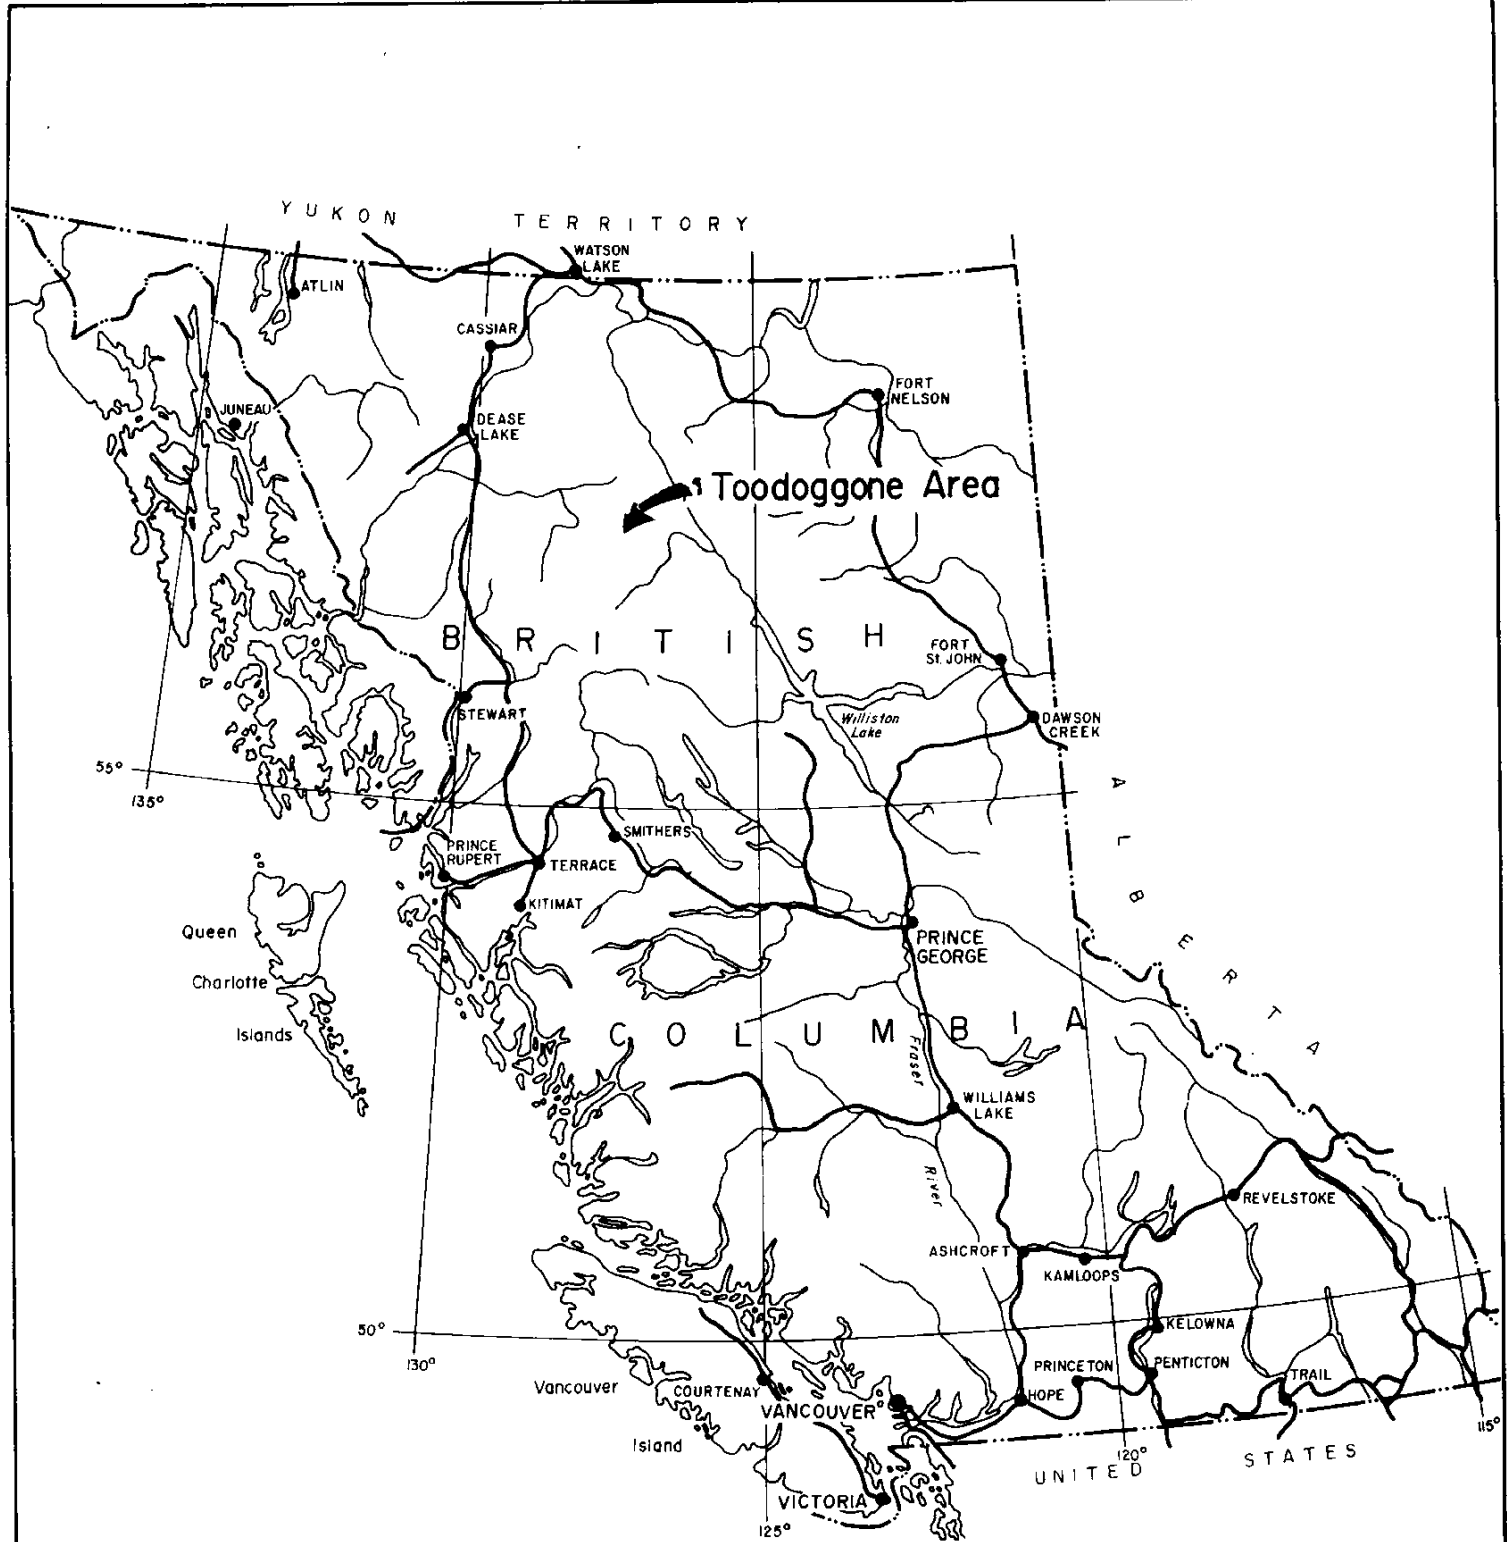 YUKON TERRITORY
WATSON
LAKE
ATLIN
CASSIAR
FORT
NELSON
JUNEAU
DEASE
LAKE
Toodoggone Area
BRITISH
FORT
St. JOHN
STEWART
Williston
Lake
DAWSON
CREEK
55°
135°
ALBERTA
SMITHERS
PRINCE
RUPERT
TERRACE
KITIMAT
Queen
Charlotte
Islands
PRINCE
GEORGE
COLUMBIA
Fraser
River
WILLIAMS
LAKE
REVELSTOKE
ASHCROFT
KAMLOOPS
50°
130°
KELOWNA
PRINCETON
PENTICTON
Vancouver
Island
COURTENAY
VANCOUVER
HOPE
TRAIL
115°
120°
UNITED STATES
VICTORIA
125°